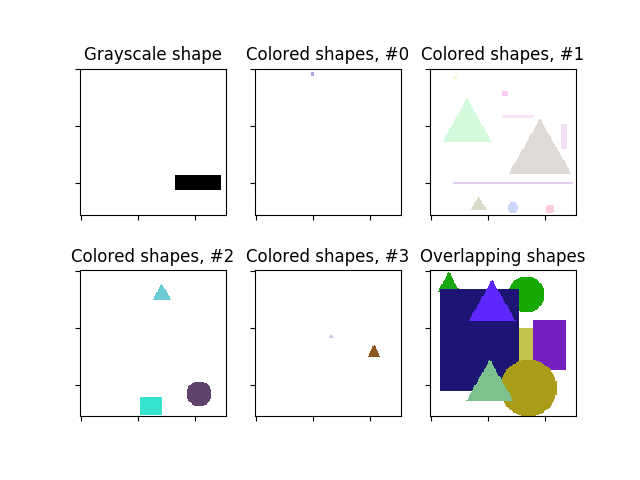 Grayscale shape
Colored shapes, #0
Colored shapes, #1
Colored shapes, #2
Colored shapes, #3
Overlapping shapes